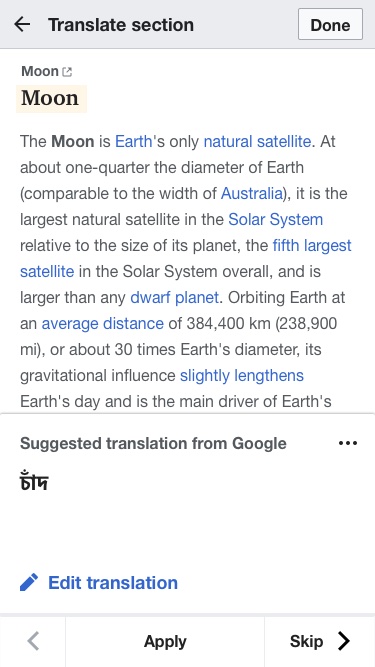 Translate section
Done
Moon
Moon
The Moon is Earth's only natural satellite. At
about one-quarter the diameter of Earth
(comparable to the width of Australia), it is the
largest natural satellite in the Solar System
relative to the size of its planet, the fifth largest
satellite in the Solar System overall, and is
larger than any dwarf planet. Orbiting Earth at
an average distance of 384,400 km (238,900
mi), or about 30 times Earth's diameter, its
gravitational influence slightly lengthens
Earth's day and is the main driver of Earth's
Suggested translation from Google
চাঁদ
Edit translation
Apply
Skip